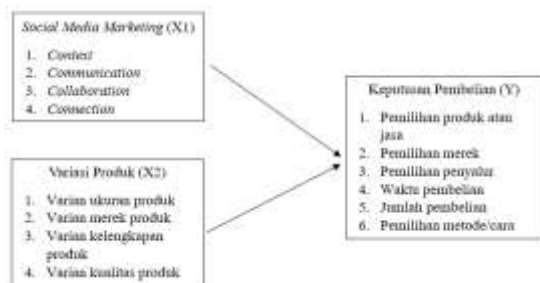 Social Media Marketing (X1)
1. Context
2. Communication
3. Collaboration
4. Connection
Keputusan Pembelian (Y)
1. Pemilihan produk atau
jasa
2. Pemilihan merek
3. Pemilihan penyalur
4. Waktu pembelian
5. Jumlah pembelian
6. Pemilihan metode/cara
Variasi Produk (X2)
1. Varian ukuran produk
2. Varian merek produk
3. Varian kelengkapan
produk
4. Varian kualitas produk